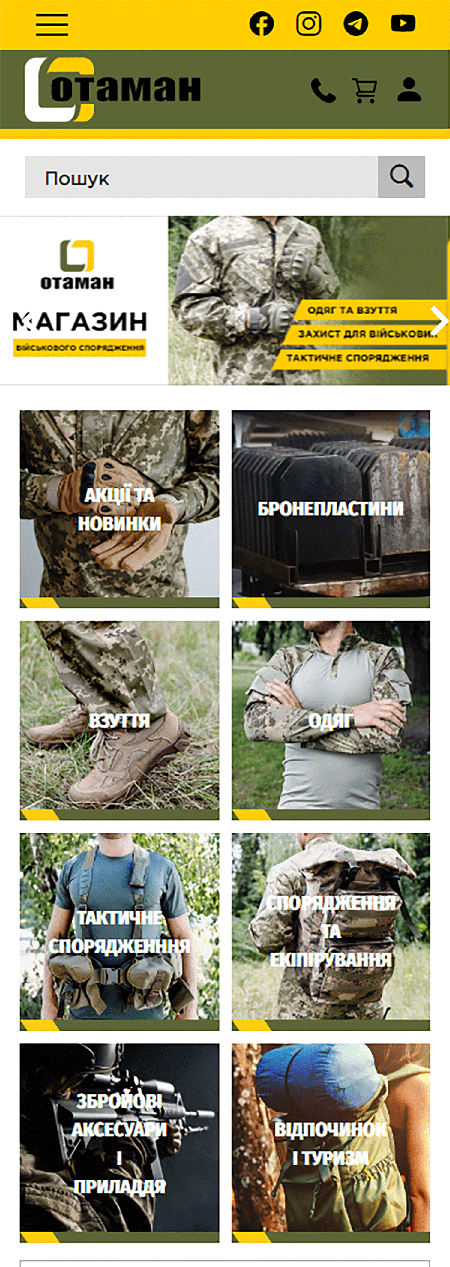 отаман
Пошук
отаман
МАГАЗИН
ВІЙСЬКОВОГО СПОРЯДЖЕННЯ
ОДЯГ ТА ВЗУТТЯ
ЗАХИСТ ДЛЯ ВІЙСЬКОВИХ
ТАКТИЧНЕ СПОРЯДЖЕННЯ
АКЦІЇ ТА
НОВИНКИ
БРОНЕПЛАСТИНИ
ВЗУТТЯ
ОДЯГ
ТАКТИЧНЕ
СПОРЯДЖЕНННЯ
СПОРЯДЖЕННЯ
ТА
ЕКІПІРУВАННЯ
ЗБРОЙОВІ
АКСЕСУАРИ
І
ПРИЛАДДЯ
ВІДПОЧИНОК
І ТУРИЗМ